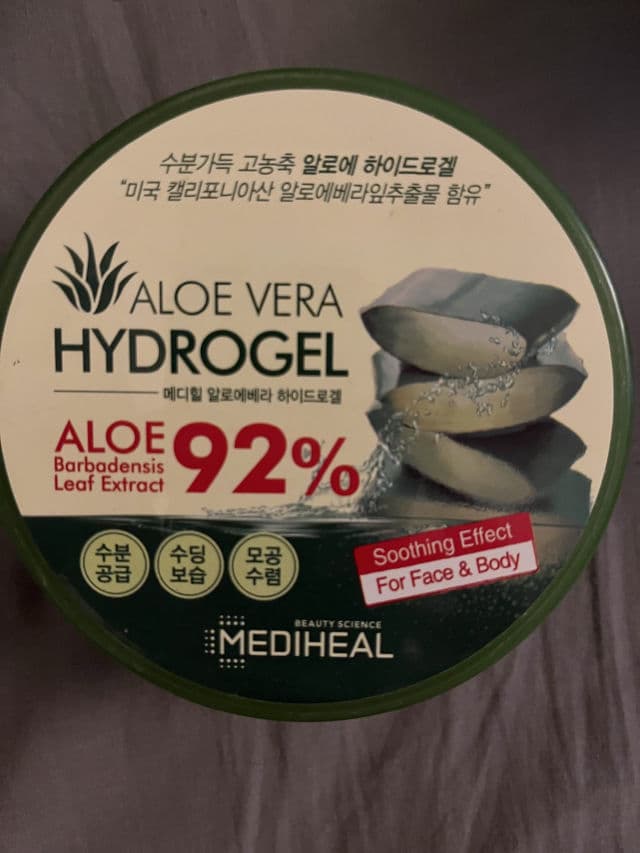 수분가득 고농축 알로에 하이드로겔
“미국 캘리포니아산 알로에베라잎추출물 함유”
ALOE VERA
HYDROGEL
메디힐 알로에베라 하이드로겔
ALOE
Barbadensis
Leaf Extract
92%
수분
공급
수딩
보습
모공
수렴
Soothing Effect
For Face & Body
BEAUTY SCIENCE
MEDIHEAL